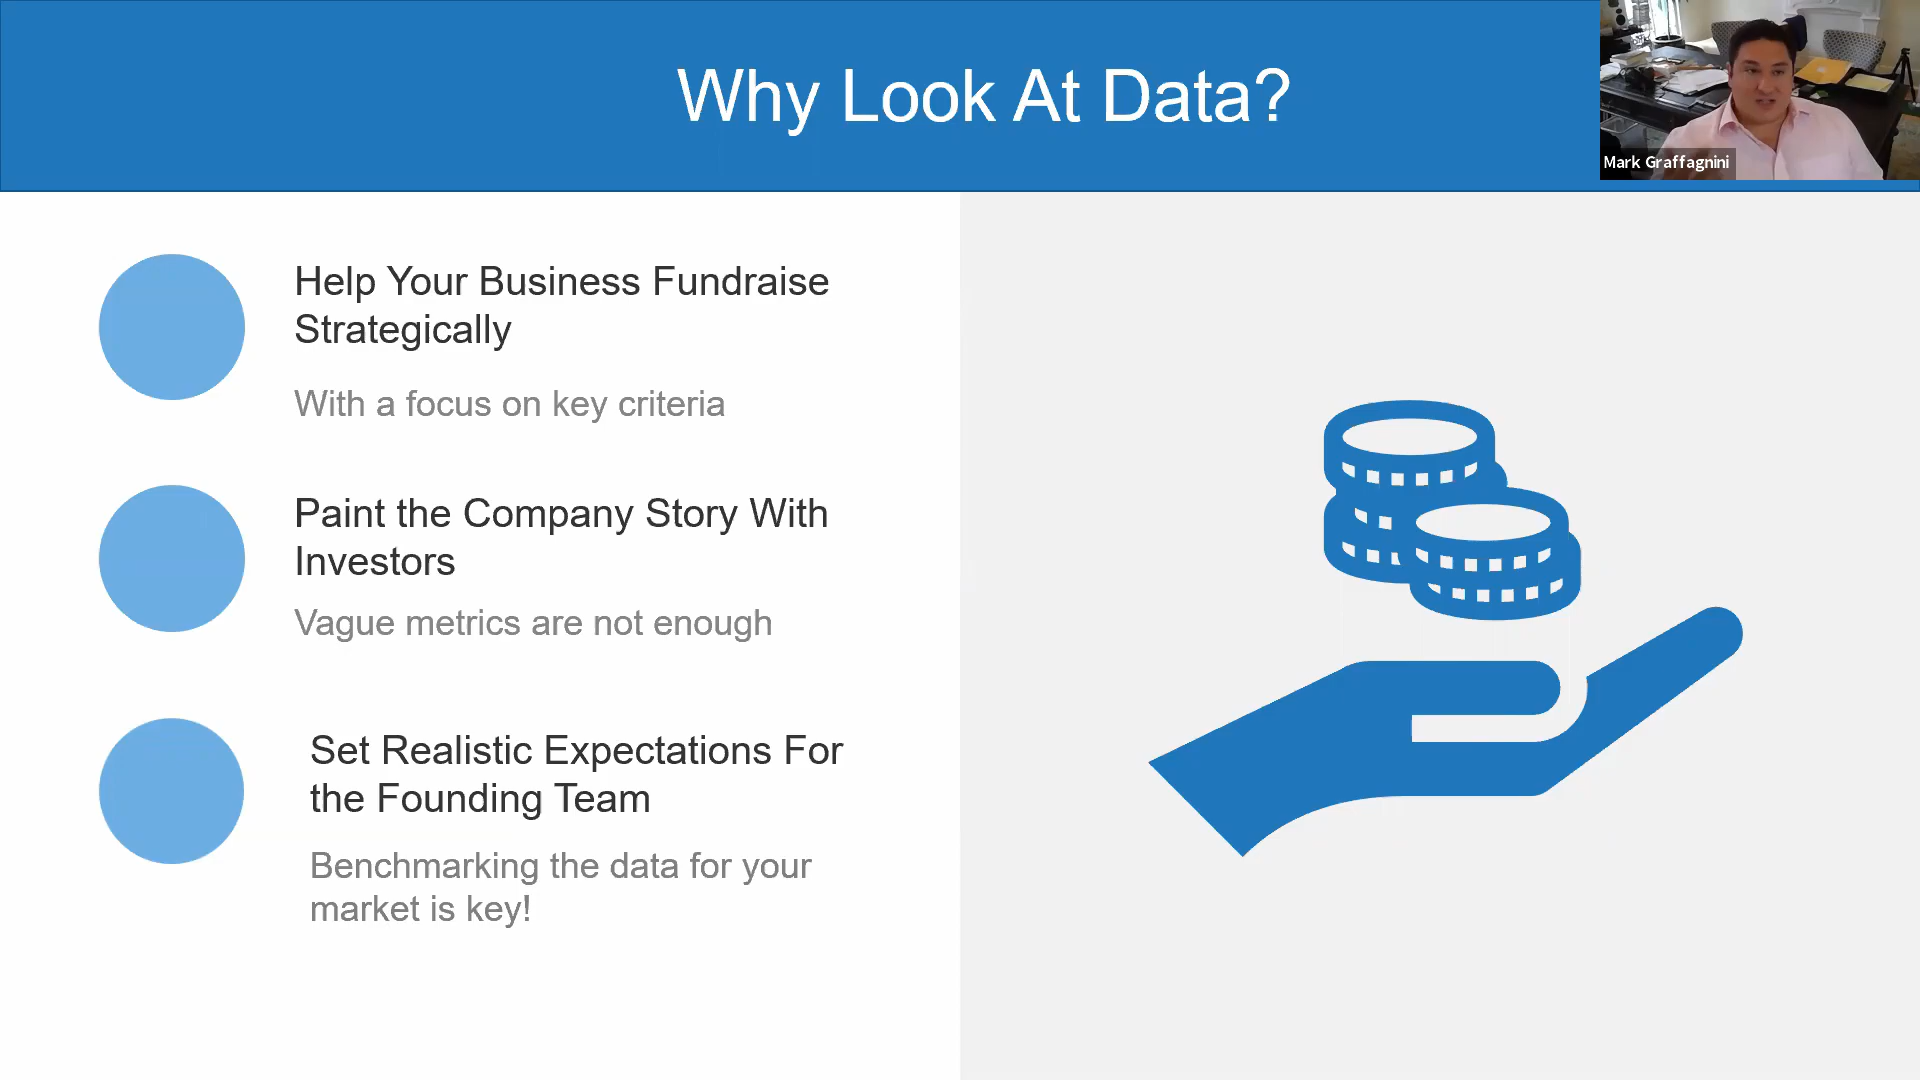 Why Look At Data?
Mark Graffagnini
Help Your Business Fundraise
Strategically
With a focus on key criteria
Paint the Company Story With
Investors
Vague metrics are not enough
Set Realistic Expectations For
the Founding Team
Benchmarking the data for your
market is key!